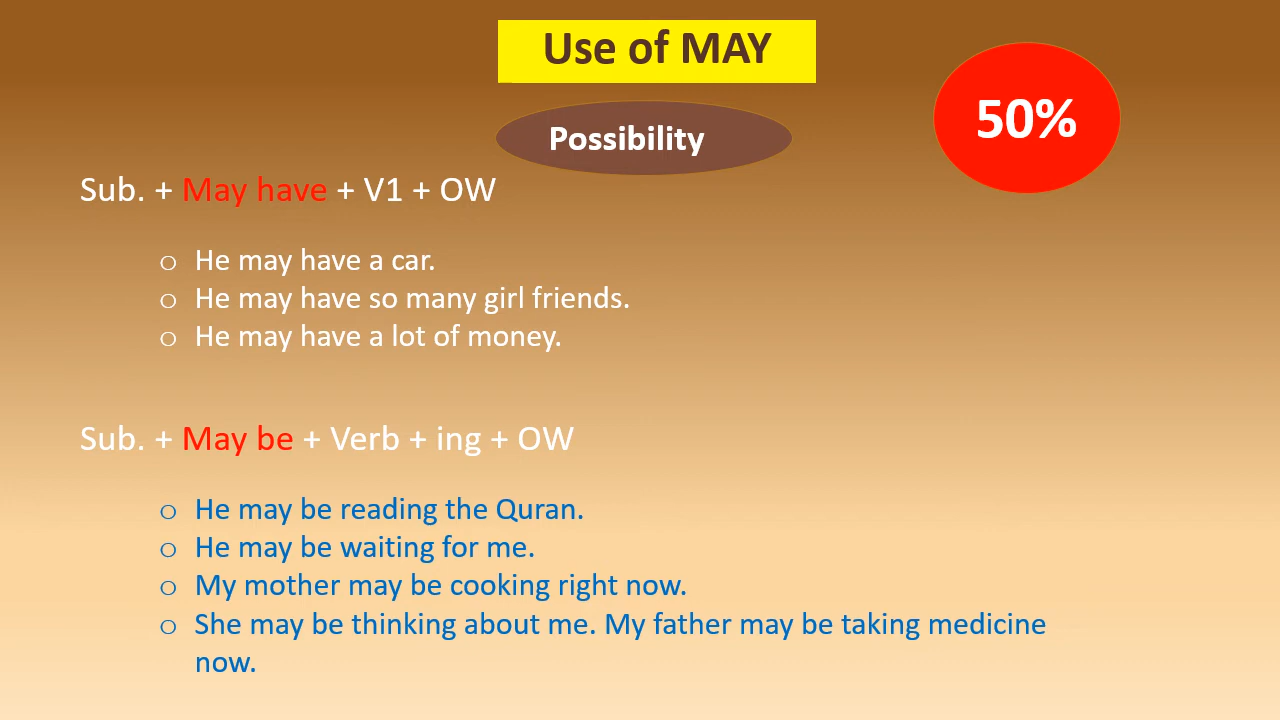 Use of MAY
Possibility
50%
Sub. + May have + V1 + OW
o He may have a car.
o He may have so many girl friends.
o He may have a lot of money.
Sub. + May be + Verb + ing + OW
o He may be reading the Quran.
o He may be waiting for me.
o My mother may be cooking right now.
o She may be thinking about me. My father may be taking medicine
now.